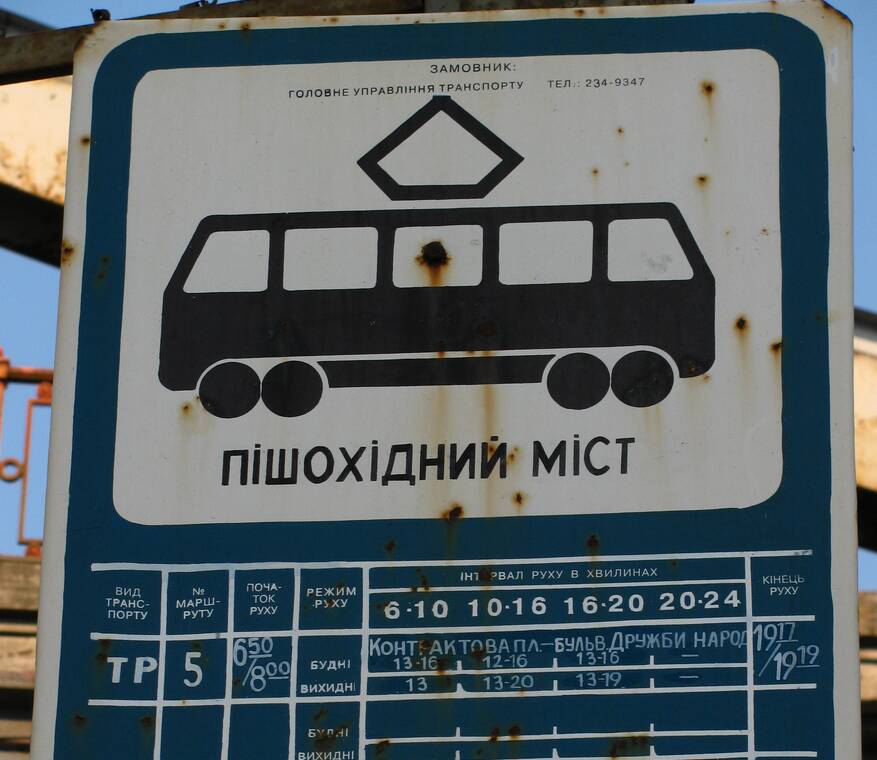 ЗАМОВНИК:
ГОЛОВНЕ УПРАВЛІННЯ ТРАНСПОРТУ ТЕЛ.: 234-9347
ПІШОХІДНИЙ МІСТ
ВИД ТРАНС-ПОРТУ № МАРШ-РУТУ ПОЧА-ТОК РУХУ РЕЖИМ РУХУ ІНТЕРВАЛ РУХУ В ХВИЛИНАХ КІНЕЦЬ РУХУ
6-10 10-16 16-20 20-24
ТР 5 650/800 КОНТРАКТОВА ПЛ.–БУЛЬВ. ДРУЖБИ НАРОД 1917/1919
БУДНІ 13-16 12-16 13-16 —
ВИХИДНІ 13 13-20 13-19 —
БУДНІ
ВИХИДНІ